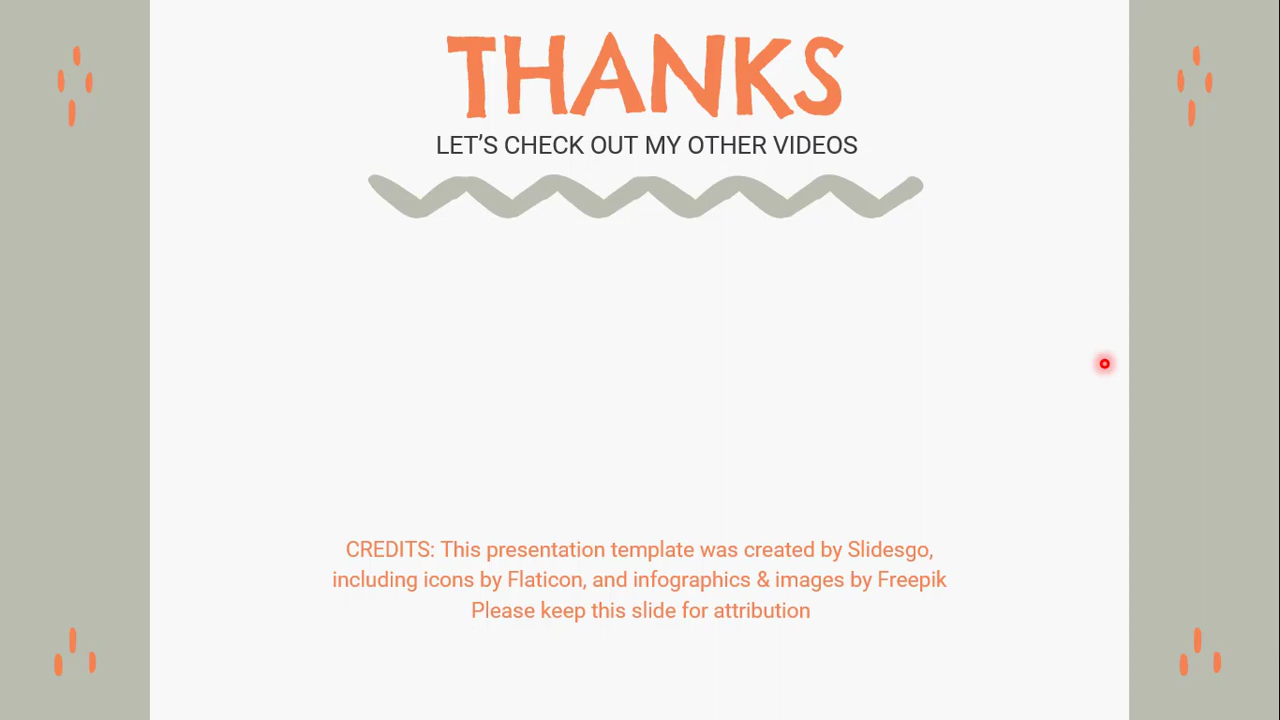 THANKS
LET’S CHECK OUT MY OTHER VIDEOS
CREDITS: This presentation template was created by Slidesgo,
including icons by Flaticon, and infographics & images by Freepik
Please keep this slide for attribution